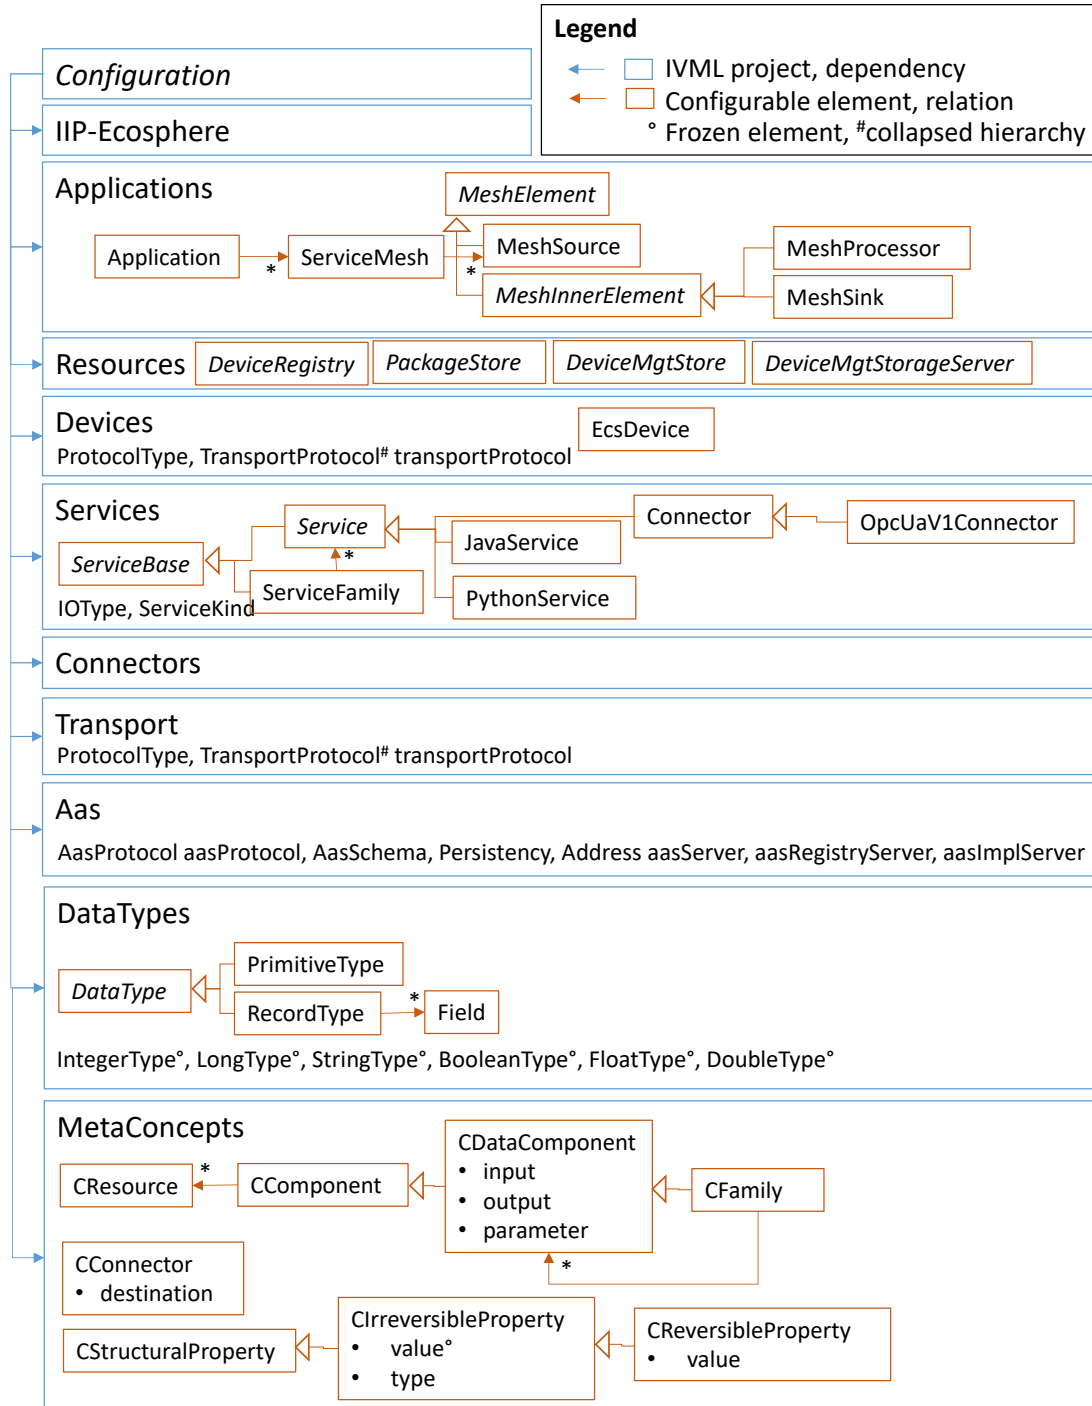 Legend
IVML project, dependency
Configurable element, relation
° Frozen element, #collapsed hierarchy
Configuration
IIP-Ecosphere
Applications
MeshElement
Application
*
ServiceMesh
*
MeshSource
MeshInnerElement
MeshProcessor
MeshSink
Resources
DeviceRegistry
PackageStore
DeviceMgtStore
DeviceMgtStorageServer
Devices
EcsDevice
ProtocolType, TransportProtocol# transportProtocol
Services
Service
*
ServiceBase
ServiceFamily
IOType, ServiceKind
JavaService
PythonService
Connector
OpcUaV1Connector
Connectors
Transport
ProtocolType, TransportProtocol# transportProtocol
Aas
AasProtocol aasProtocol, AasSchema, Persistency, Address aasServer, aasRegistryServer, aasImplServer
DataTypes
DataType
PrimitiveType
RecordType
*
Field
IntegerType°, LongType°, StringType°, BooleanType°, FloatType°, DoubleType°
MetaConcepts
CResource
*
CComponent
CDataComponent
• input
• output
• parameter
CFamily
*
CConnector
• destination
CStructuralProperty
CIrreversibleProperty
• value°
• type
CReversibleProperty
• value